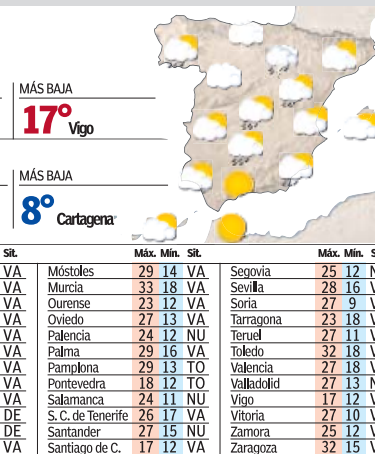 MÁS BAJA
17° Vigo
MÁS BAJA
8° Cartagena
Sit. Máx. Mín. Sit. Máx. Mín.
VA Móstoles 29 14 VA Segovia 25 12
VA Murcia 33 18 VA Sevilla 28 16
VA Ourense 23 12 VA Soria 27 9
VA Oviedo 27 13 VA Tarragona 23 18
VA Palencia 24 12 NU Teruel 27 11
VA Palma 29 16 VA Toledo 32 18
VA Pamplona 29 13 TO Valencia 27 18
VA Pontevedra 18 12 TO Valladolid 27 13
VA Salamanca 24 11 NU Vigo 17 12
DE S. C. de Tenerife 26 17 VA Vitoria 27 10
DE Santander 27 15 NU Zamora 25 12
VA Santiago de C. 17 12 VA Zaragoza 32 15